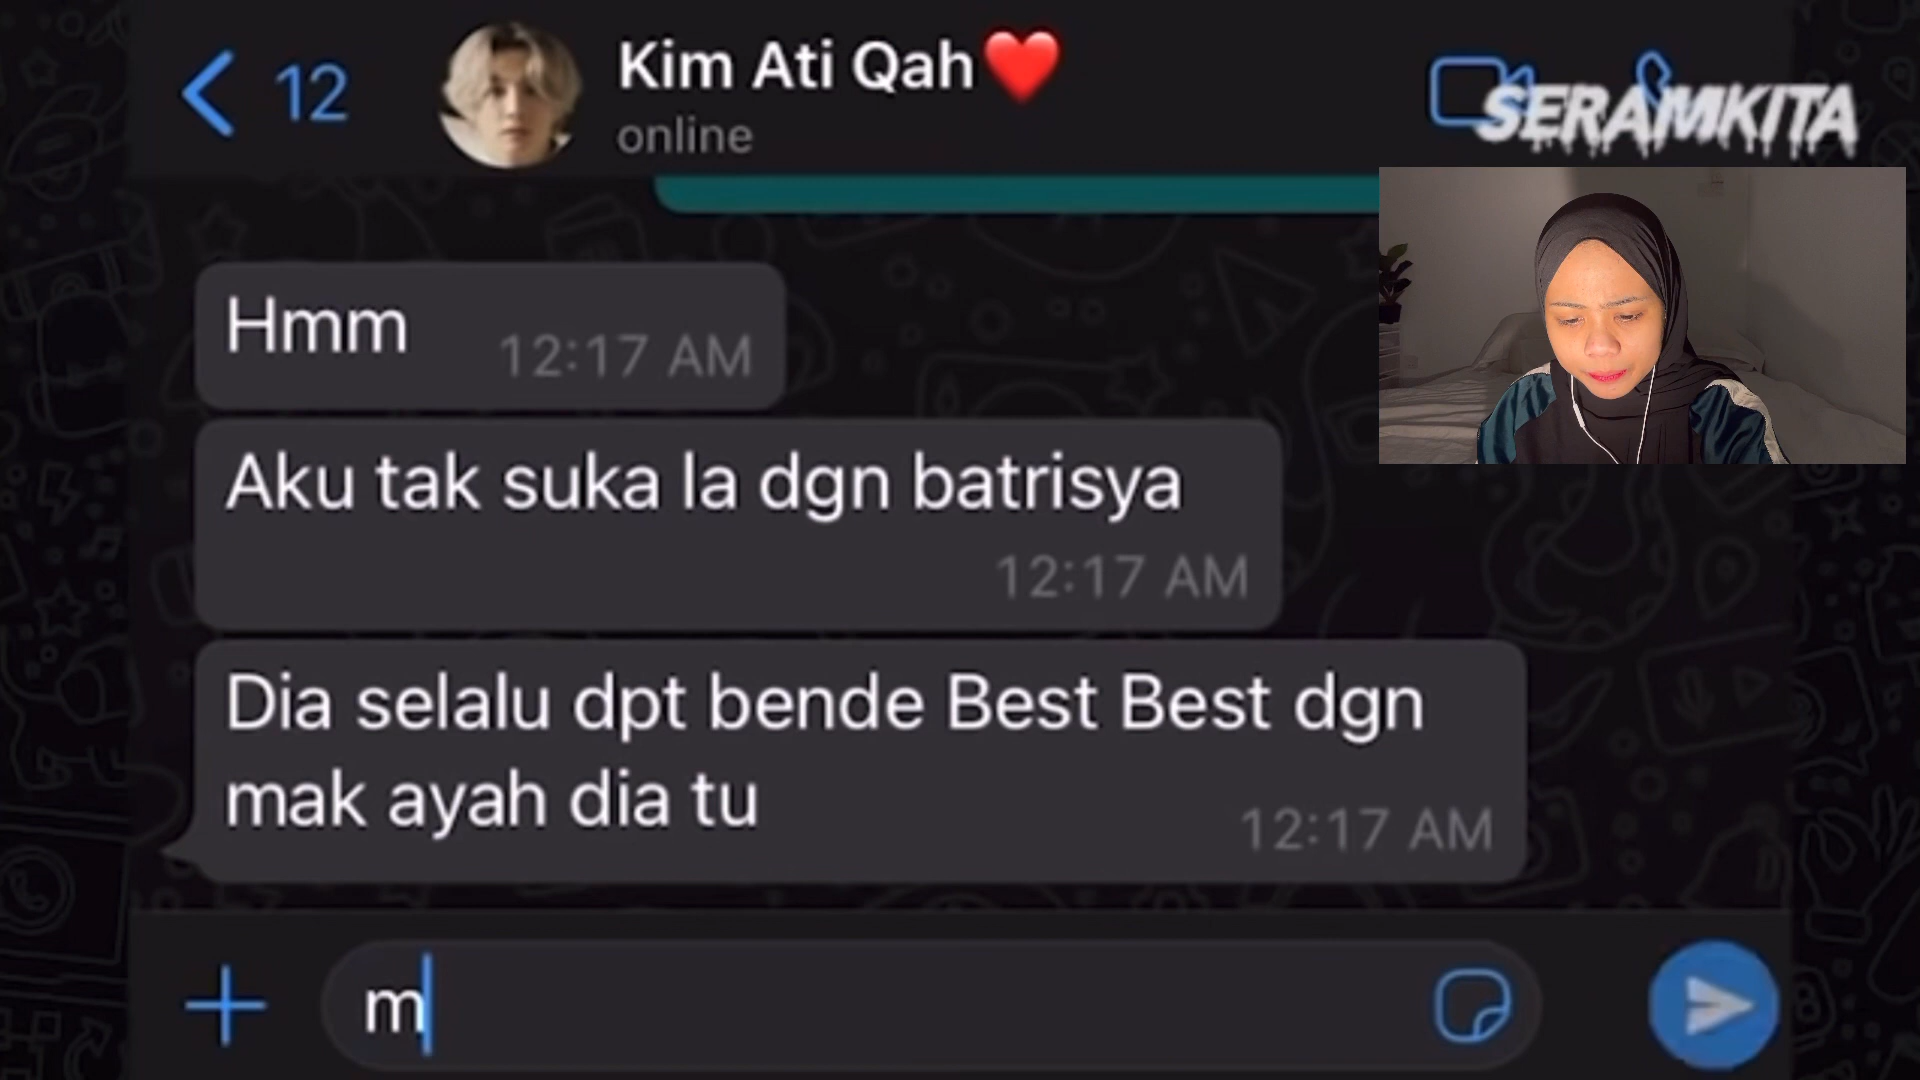 12
Kim Ati Qah❤️
online
SERAMKITA
Hmm
12:17 AM
Aku tak suka la dgn batrisya
12:17 AM
Dia selalu dpt bende Best Best dgn
mak ayah dia tu
12:17 AM
m